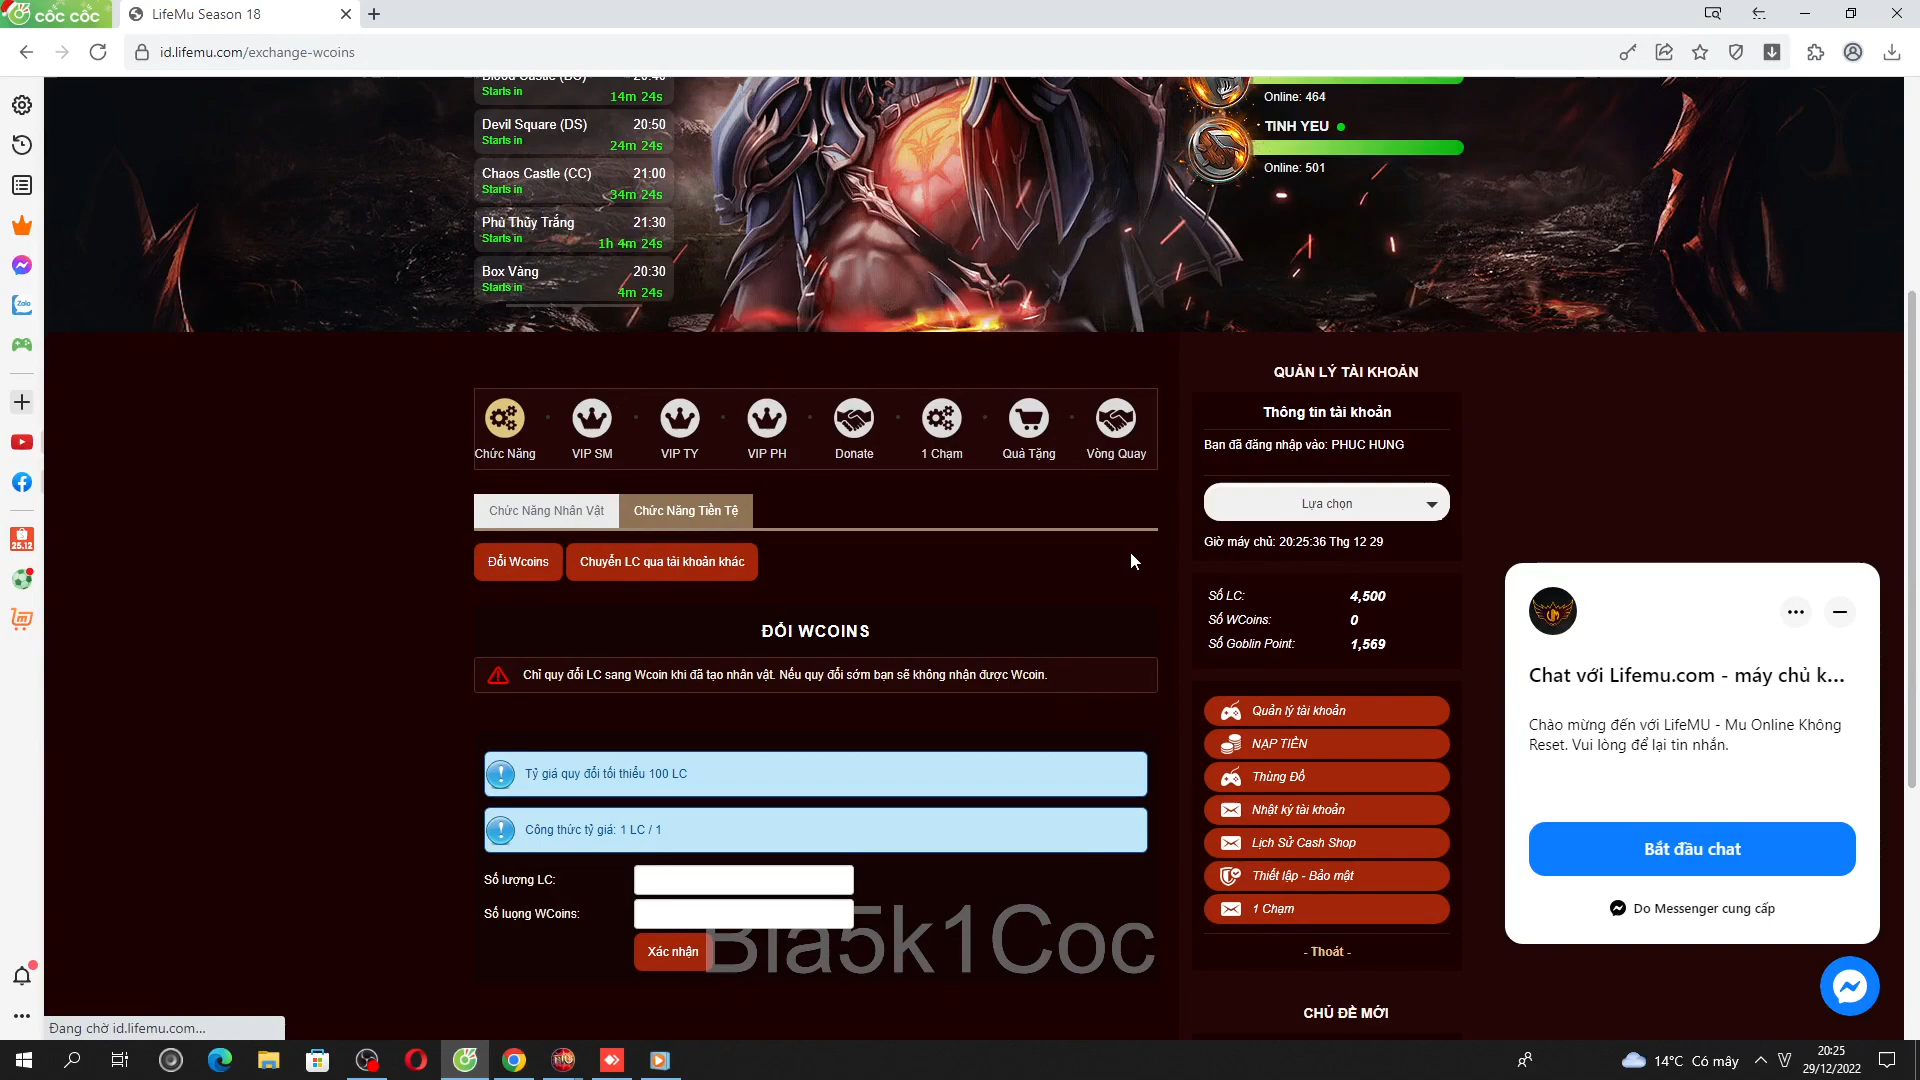 cốc cốc
LifeMu Season 18
id.lifemu.com/exchange-wcoins
Blood Castle (BC) 20:40
Starts in 14m 24s
Devil Square (DS) 20:50
Starts in 24m 24s
Chaos Castle (CC) 21:00
Starts in 34m 24s
Phù Thủy Trắng 21:30
Starts in 1h 4m 24s
Box Vàng 20:30
Starts in 4m 24s
Online: 464
TINH YEU
Online: 501
Chức Năng
VIP SM
VIP TY
VIP PH
Donate
1 Chạm
Quà Tặng
Vòng Quay
Chức Năng Nhân Vật
Chức Năng Tiền Tệ
Đổi Wcoins
Chuyển LC qua tài khoản khác
ĐỔI WCOINS
Chỉ quy đổi LC sang Wcoin khi đã tạo nhân vật. Nếu quy đổi sớm bạn sẽ không nhận được Wcoin.
Tỷ giá quy đổi tối thiểu 100 LC
Công thức tỷ giá: 1 LC / 1
Số lượng LC:
Số lượng WCoins:
Xác nhận
Bla5k1Coc
QUẢN LÝ TÀI KHOẢN
Thông tin tài khoản
Bạn đã đăng nhập vào: PHUC HUNG
Lựa chọn
Giờ máy chủ: 20:25:36 Thg 12 29
Số LC: 4,500
Số WCoins: 0
Số Goblin Point: 1,569
Quản lý tài khoản
NẠP TIỀN
Thùng Đồ
Nhật ký tài khoản
Lịch Sử Cash Shop
Thiết lập - Bảo mật
1 Chạm
- Thoát -
CHỦ ĐỀ MỚI
Chat với Lifemu.com - máy chủ k...
Chào mừng đến với LifeMU - Mu Online Không
Reset. Vui lòng để lại tin nhắn.
Bắt đầu chat
Do Messenger cung cấp
Zalo
25.12
Đang chờ id.lifemu.com...
14°C Có mây
20:25
29/12/2022